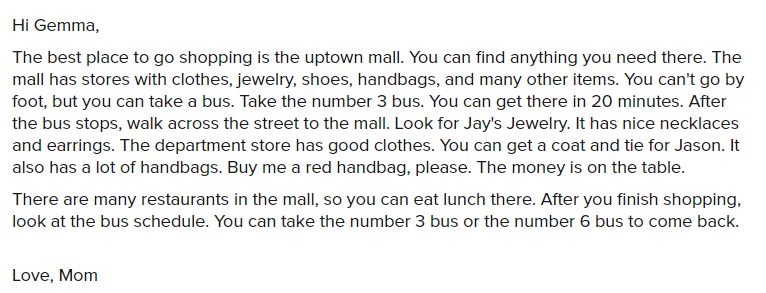 Hi Gemma,
The best place to go shopping is the uptown mall. You can find anything you need there. The
mall has stores with clothes, jewelry, shoes, handbags, and many other items. You can't go by
foot, but you can take a bus. Take the number 3 bus. You can get there in 20 minutes. After
the bus stops, walk across the street to the mall. Look for Jay's Jewelry. It has nice necklaces
and earrings. The department store has good clothes. You can get a coat and tie for Jason. It
also has a lot of handbags. Buy me a red handbag, please. The money is on the table.
There are many restaurants in the mall, so you can eat lunch there. After you finish shopping,
look at the bus schedule. You can take the number 3 bus or the number 6 bus to come back.
Love, Mom